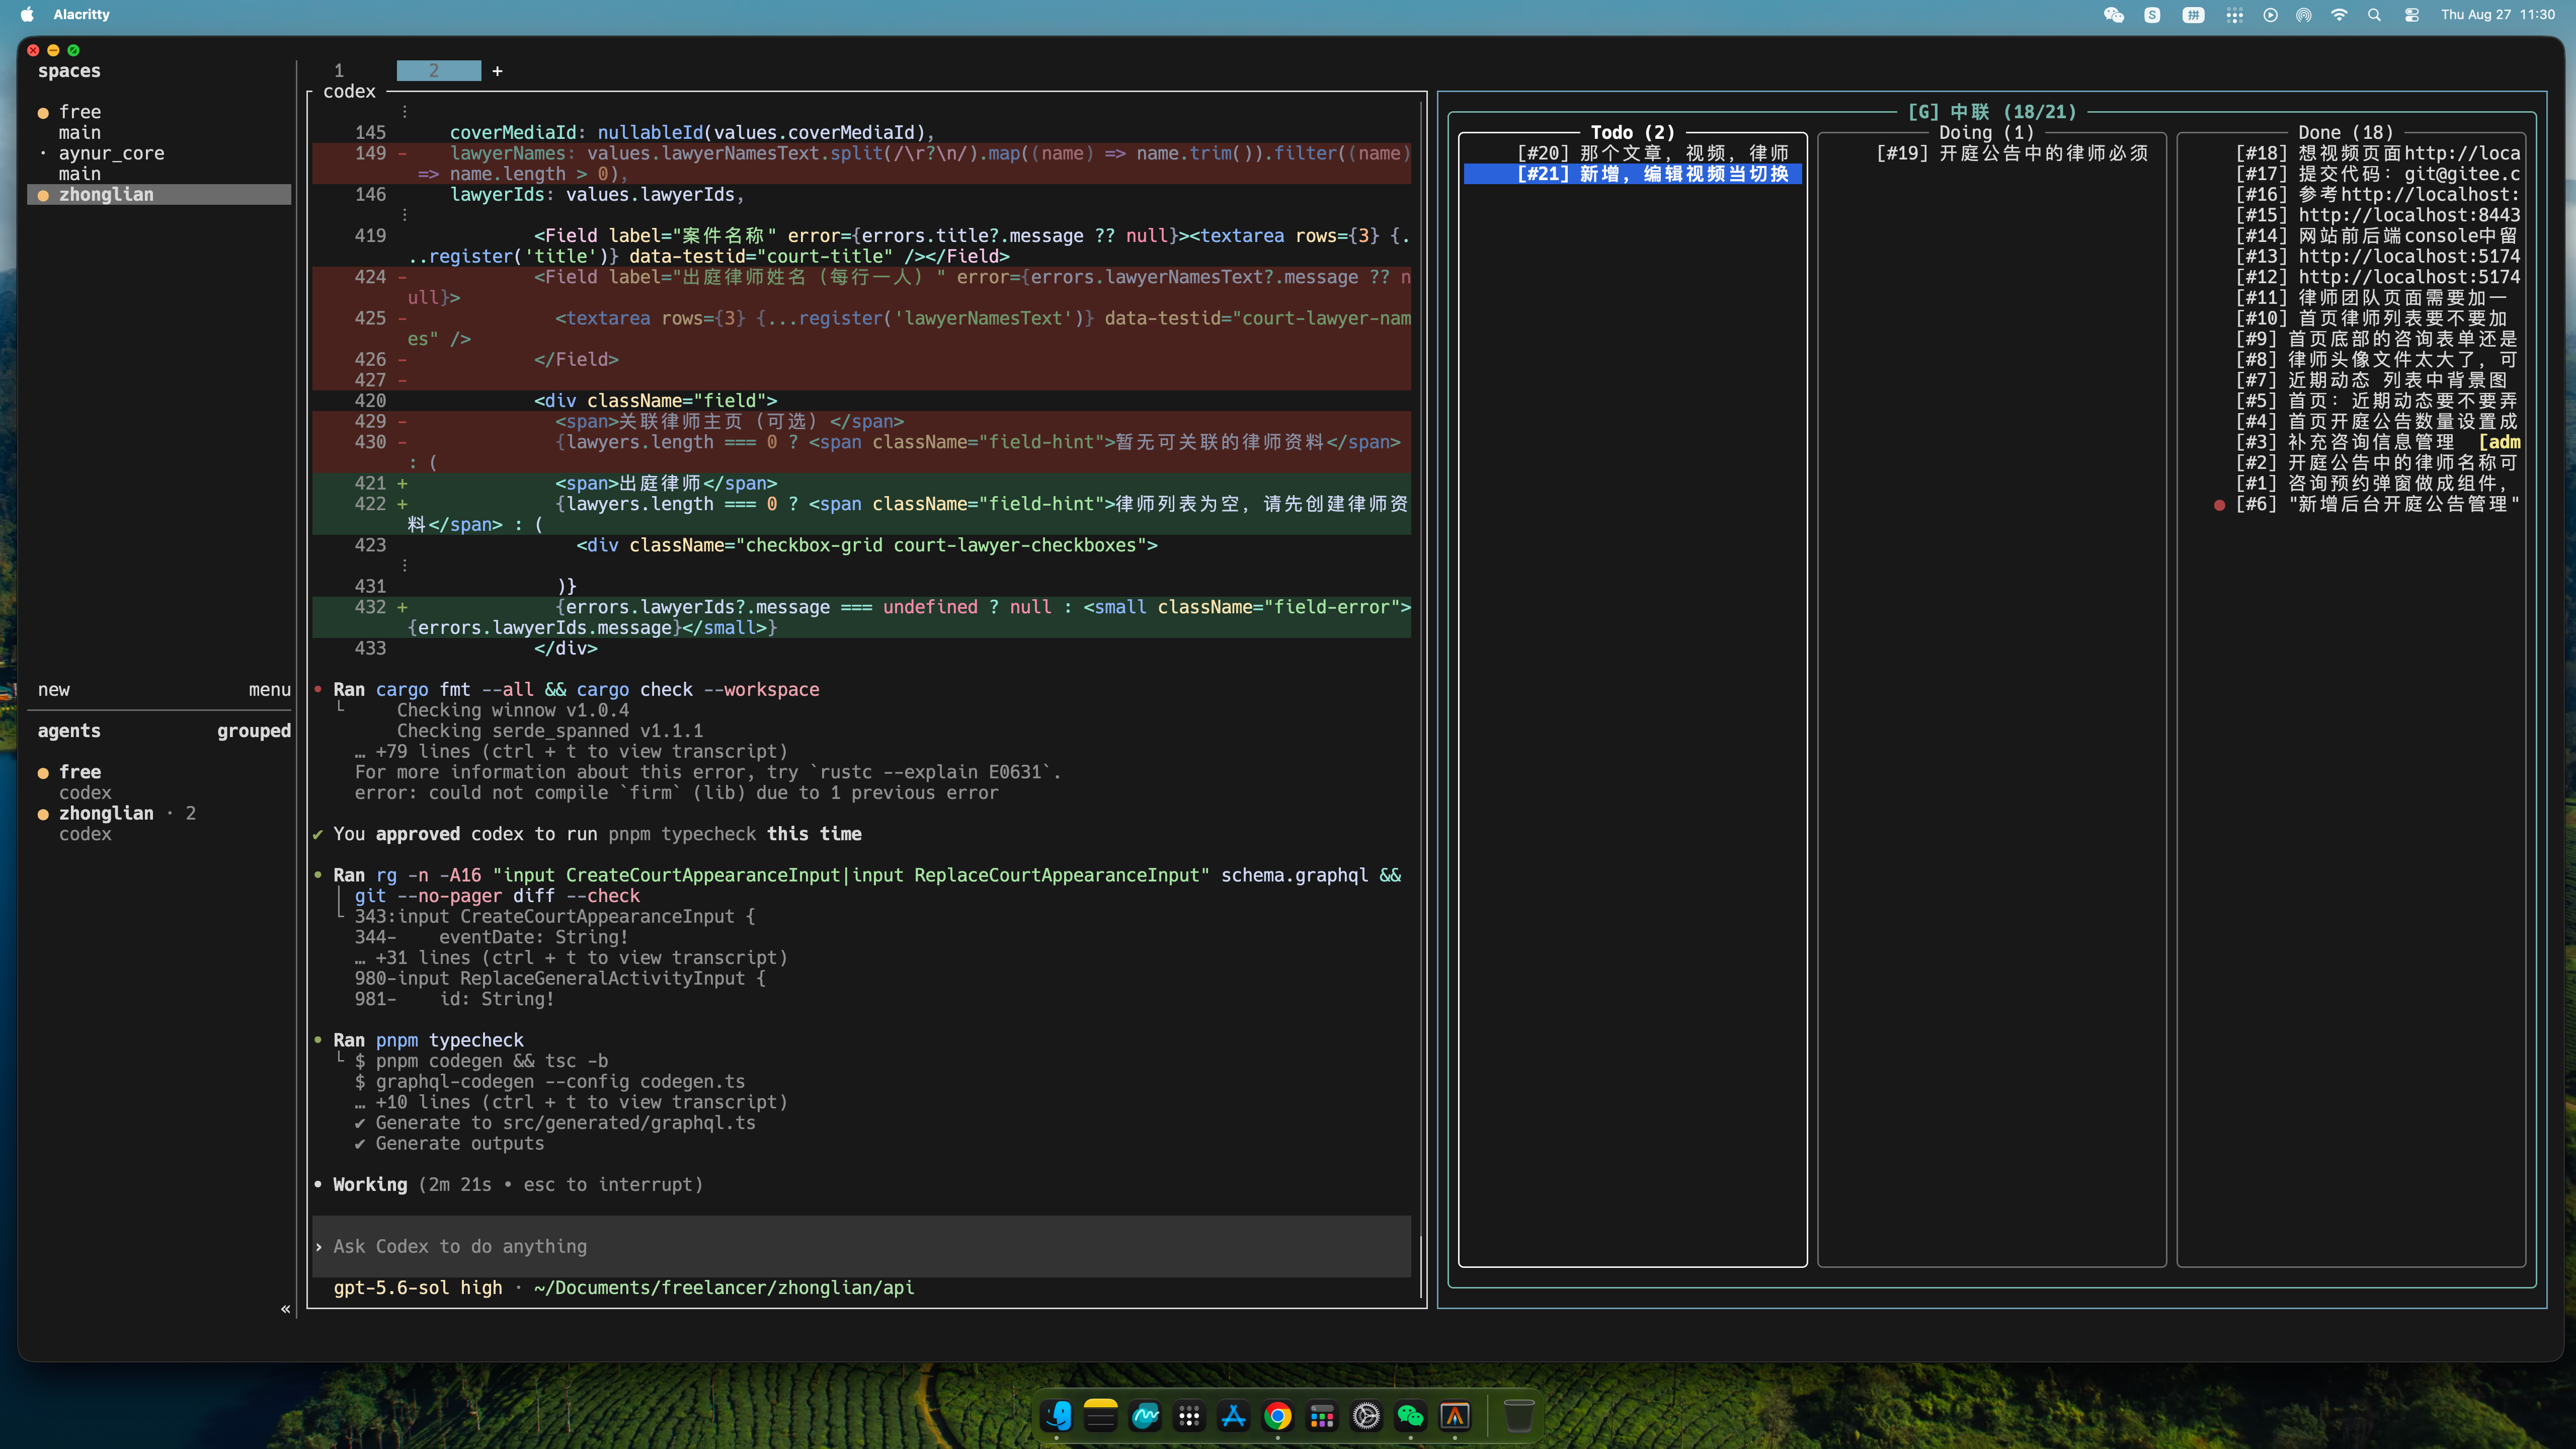 Alacritty
Thu Aug 27 11:30
spaces
free
main
· aynur_core
main
zhonglian
new menu
agents grouped
free
codex
zhonglian · 2
codex
«
1 2 +
codex
⋮
145 coverMediaId: nullableId(values.coverMediaId),
149 - lawyerNames: values.lawyerNamesText.split(/\r?\n/).map((name) => name.trim()).filter((name)
=> name.length > 0),
146 lawyerIds: values.lawyerIds,
⋮
419 <Field label="案件名称" error={errors.title?.message ?? null}><textarea rows={3} {.
..register('title')} data-testid="court-title" /></Field>
424 - <Field label="出庭律师姓名（每行一人）" error={errors.lawyerNamesText?.message ?? n
ull}>
425 - <textarea rows={3} {...register('lawyerNamesText')} data-testid="court-lawyer-nam
es" />
426 - </Field>
427 -
420 <div className="field">
429 - <span>关联律师主页（可选）</span>
430 - {lawyers.length === 0 ? <span className="field-hint">暂无可关联的律师资料</span>
: (
421 + <span>出庭律师</span>
422 + {lawyers.length === 0 ? <span className="field-hint">律师列表为空，请先创建律师资
料</span> : (
423 <div className="checkbox-grid court-lawyer-checkboxes">
⋮
431 )}
432 + {errors.lawyerIds?.message === undefined ? null : <small className="field-error">
{errors.lawyerIds.message}</small>}
433 </div>
• Ran cargo fmt --all && cargo check --workspace
└ Checking winnow v1.0.4
Checking serde_spanned v1.1.1
… +79 lines (ctrl + t to view transcript)
For more information about this error, try `rustc --explain E0631`.
error: could not compile `firm` (lib) due to 1 previous error
✔ You approved codex to run pnpm typecheck this time
• Ran rg -n -A16 "input CreateCourtAppearanceInput|input ReplaceCourtAppearanceInput" schema.graphql &&
│ git --no-pager diff --check
└ 343:input CreateCourtAppearanceInput {
344- eventDate: String!
… +31 lines (ctrl + t to view transcript)
980-input ReplaceGeneralActivityInput {
981- id: String!
• Ran pnpm typecheck
└ $ pnpm codegen && tsc -b
$ graphql-codegen --config codegen.ts
… +10 lines (ctrl + t to view transcript)
✔ Generate to src/generated/graphql.ts
✔ Generate outputs
• Working (2m 21s • esc to interrupt)
› Ask Codex to do anything
gpt-5.6-sol high · ~/Documents/freelancer/zhonglian/api
[G] 中联 (18/21)
Todo (2)
[#20] 那个文章，视频，律师
[#21] 新增，编辑视频当切换
Doing (1)
[#19] 开庭公告中的律师必须
Done (18)
[#18] 想视频页面http://loca
[#17] 提交代码：git@gitee.c
[#16] 参考http://localhost:
[#15] http://localhost:8443
[#14] 网站前后端console中留
[#13] http://localhost:5174
[#12] http://localhost:5174
[#11] 律师团队页面需要加一
[#10] 首页律师列表要不要加
[#9] 首页底部的咨询表单还是
[#8] 律师头像文件太大了，可
[#7] 近期动态 列表中背景图
[#5] 首页：近期动态要不要弄
[#4] 首页开庭公告数量设置成
[#3] 补充咨询信息管理 [adm
[#2] 开庭公告中的律师名称可
[#1] 咨询预约弹窗做成组件，
[#6] "新增后台开庭公告管理"